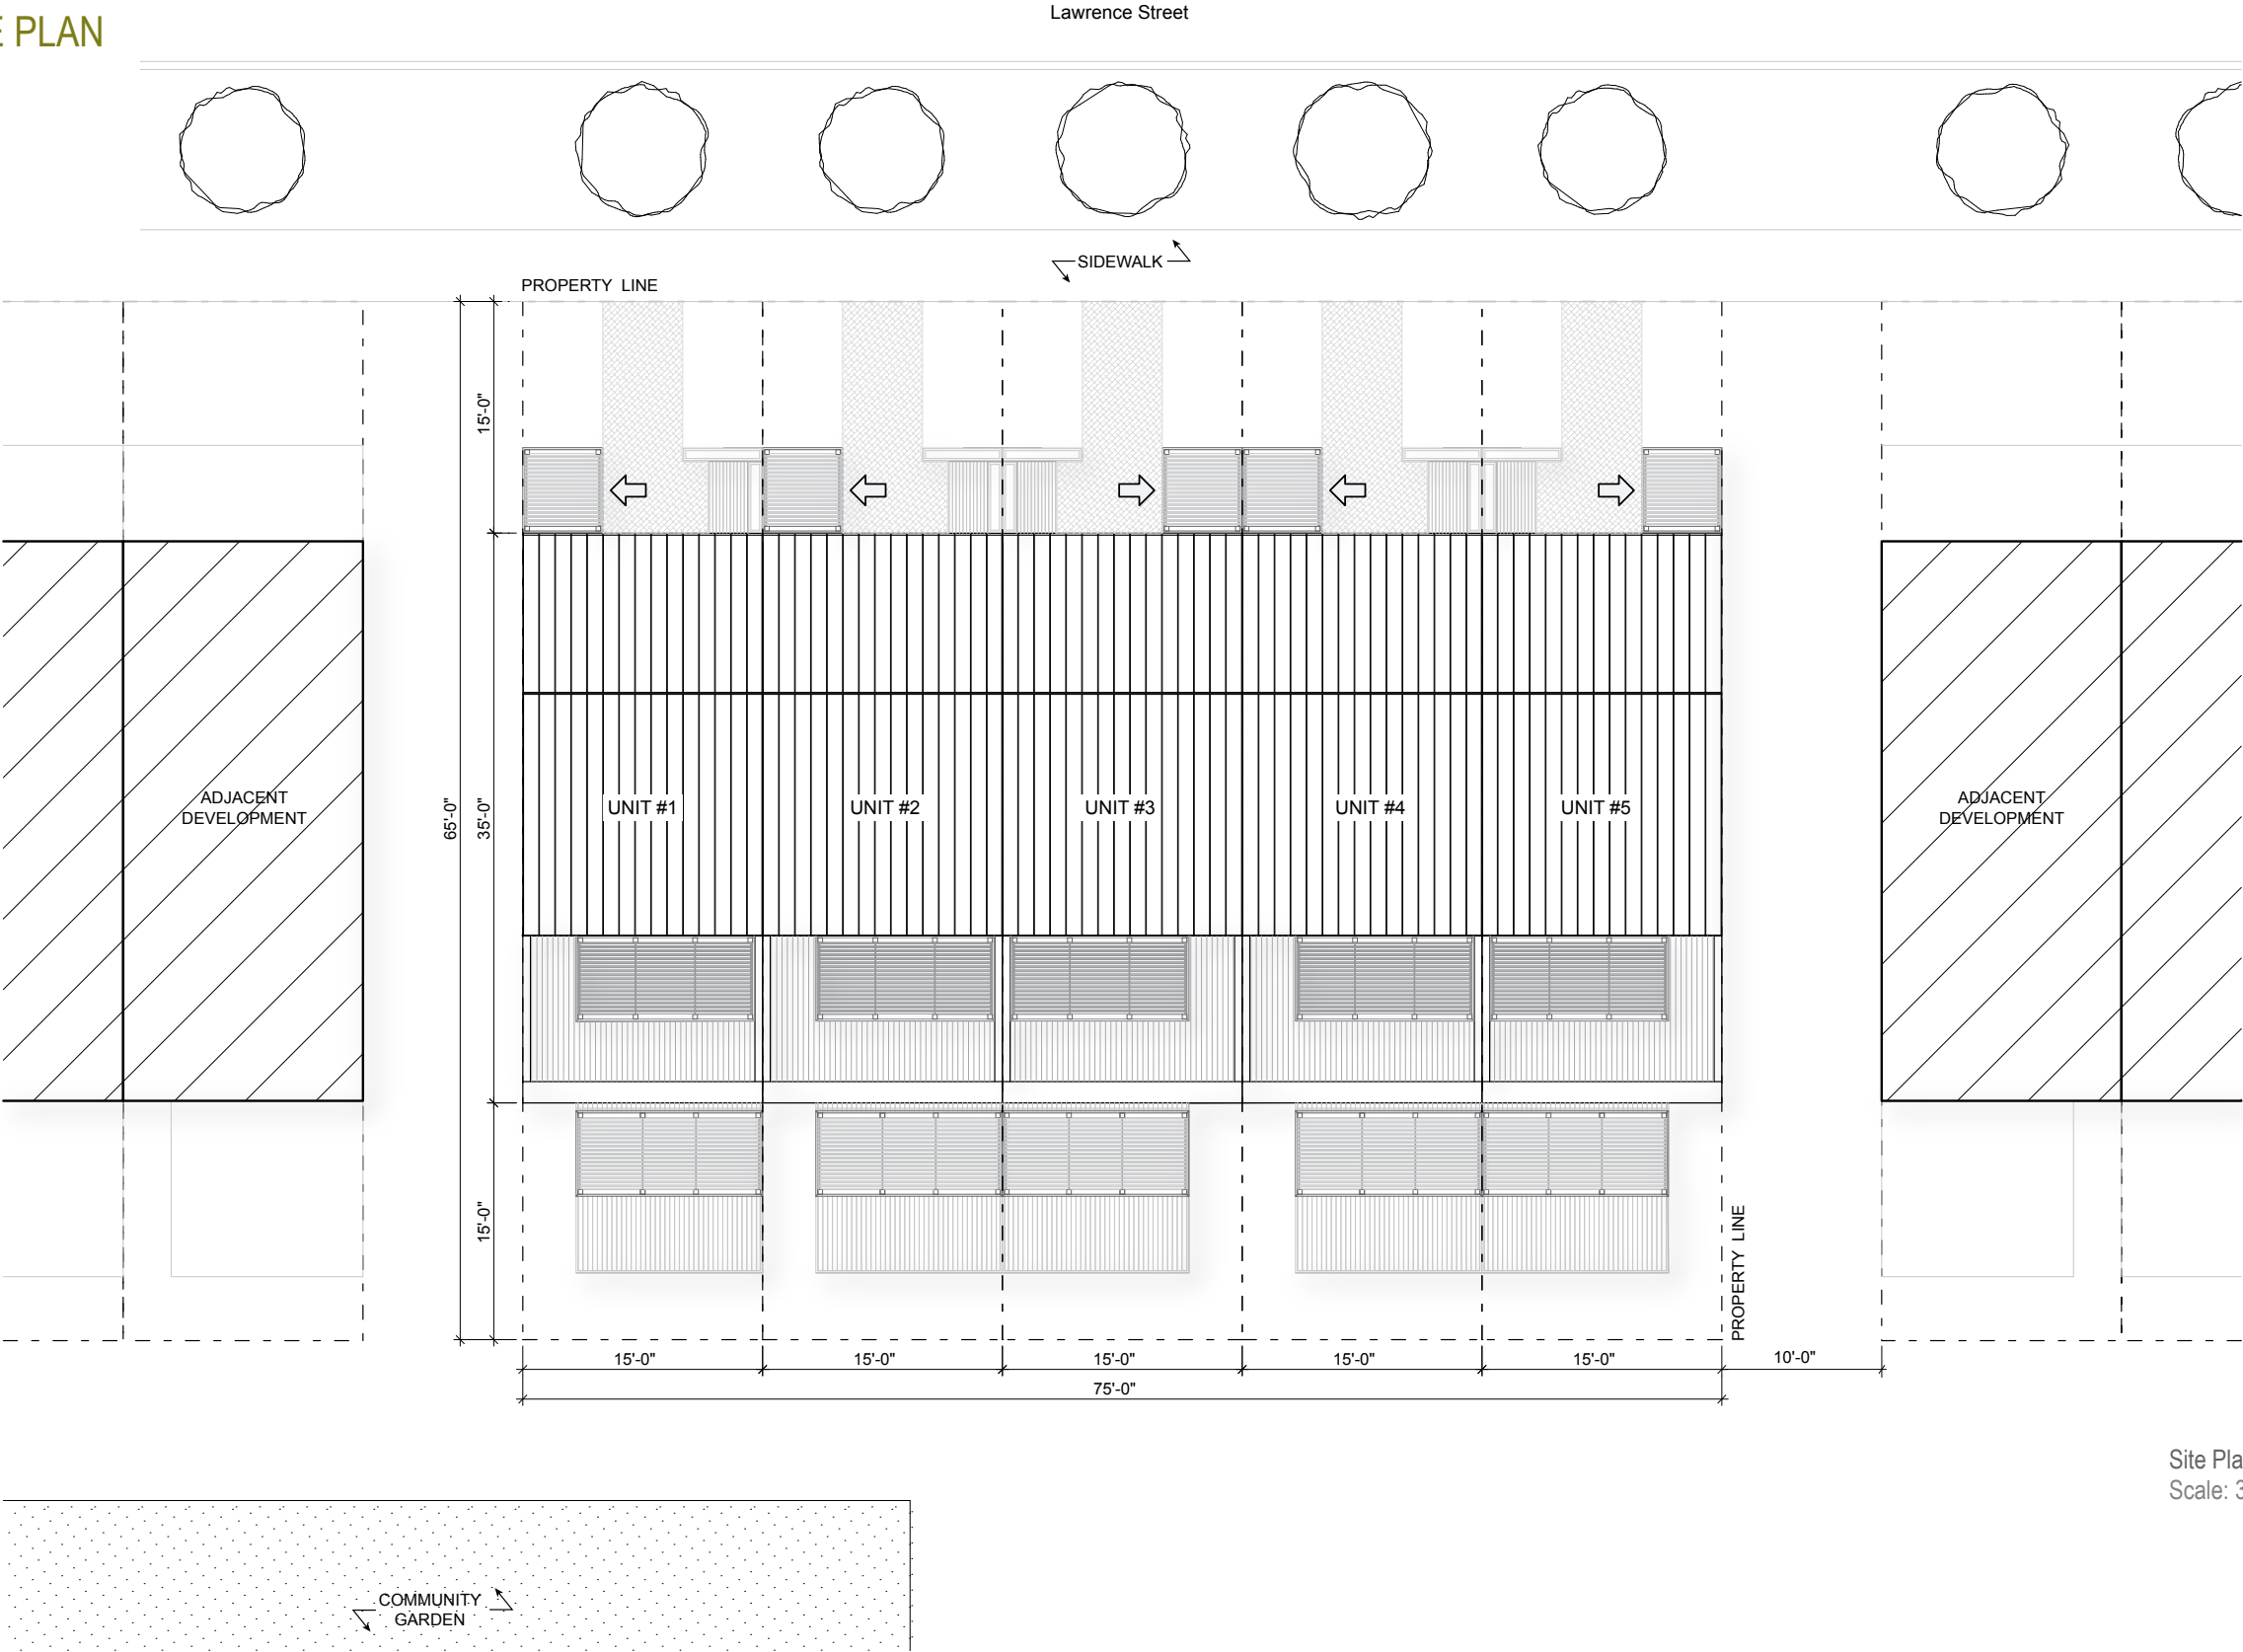 Lawrence Street
E PLAN
SIDEWALK
PROPERTY LINE
15'-0"
65'-0"
35'-0"
15'-0"
ADJACENT
DEVELOPMENT
UNIT #1
UNIT #2
UNIT #3
UNIT #4
UNIT #5
ADJACENT
DEVELOPMENT
PROPERTY LINE
15'-0"
15'-0"
15'-0"
15'-0"
15'-0"
10'-0"
75'-0"
Site Pla
Scale: 3
COMMUNITY
GARDEN